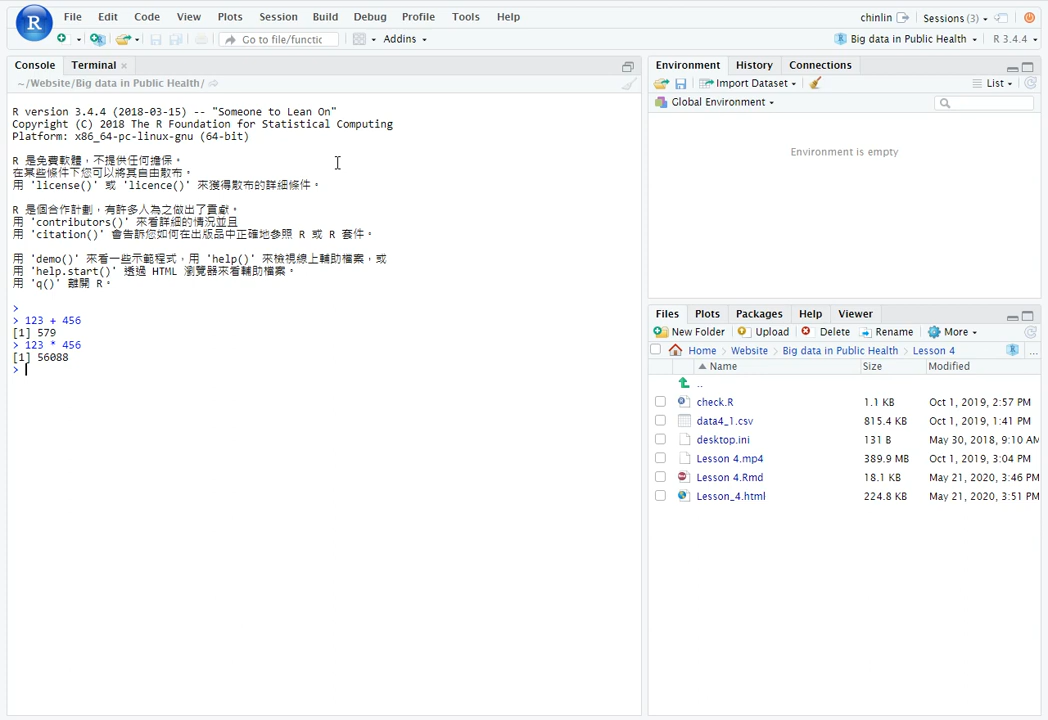 File Edit Code View Plots Session Build Debug Profile Tools Help
chinlin Sessions (3)
Go to file/functic Addins
Big data in Public Health R 3.4.4
Console Terminal
~/Website/Big data in Public Health/
R version 3.4.4 (2018-03-15) -- "Someone to Lean On"
Copyright (C) 2018 The R Foundation for Statistical Computing
Platform: x86_64-pc-linux-gnu (64-bit)
R 是免費軟體，不提供任何擔保。
在某些條件下您可以將其自由散布。
用 'license()' 或 'licence()' 來獲得散布的詳細條件。
R 是個合作計劃，有許多人為之做出了貢獻。
用 'contributors()' 來看詳細的情況並且
用 'citation()' 會告訴您如何在出版品中正確地參照 R 或 R 套件。
用 'demo()' 來看一些示範程式，用 'help()' 來檢視線上輔助檔案，或
用 'help.start()' 透過 HTML 瀏覽器來看輔助檔案。
用 'q()' 離開 R。
>
> 123 + 456
[1] 579
> 123 * 456
[1] 56088
>
Environment History Connections
Import Dataset List
Global Environment
Environment is empty
Files Plots Packages Help Viewer
New Folder Upload Delete Rename More
Home Website Big data in Public Health Lesson 4 ...
Name Size Modified
..
check.R 1.1 KB Oct 1, 2019, 2:57 PM
data4_1.csv 815.4 KB Oct 1, 2019, 1:41 PM
desktop.ini 131 B May 30, 2018, 9:10 AM
Lesson 4.mp4 389.9 MB Oct 1, 2019, 3:04 PM
Lesson 4.Rmd 18.1 KB May 21, 2020, 3:46 PM
Lesson_4.html 224.8 KB May 21, 2020, 3:51 PM